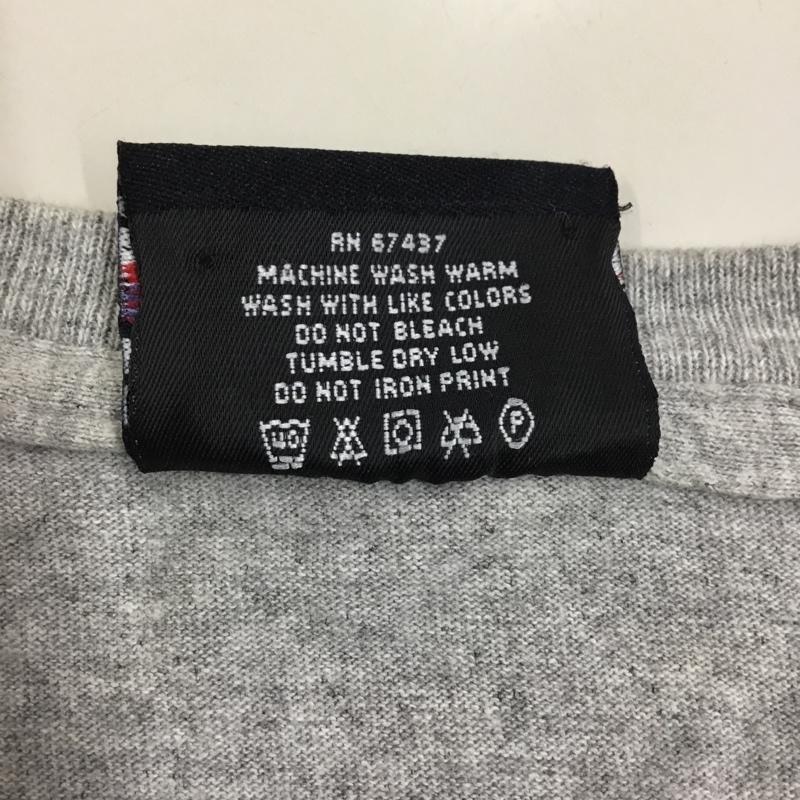 RN 67437
MACHINE WASH WARM
WASH WITH LIKE COLORS
DO NOT BLEACH
TUMBLE DRY LOW
DO NOT IRON PRINT
40
P